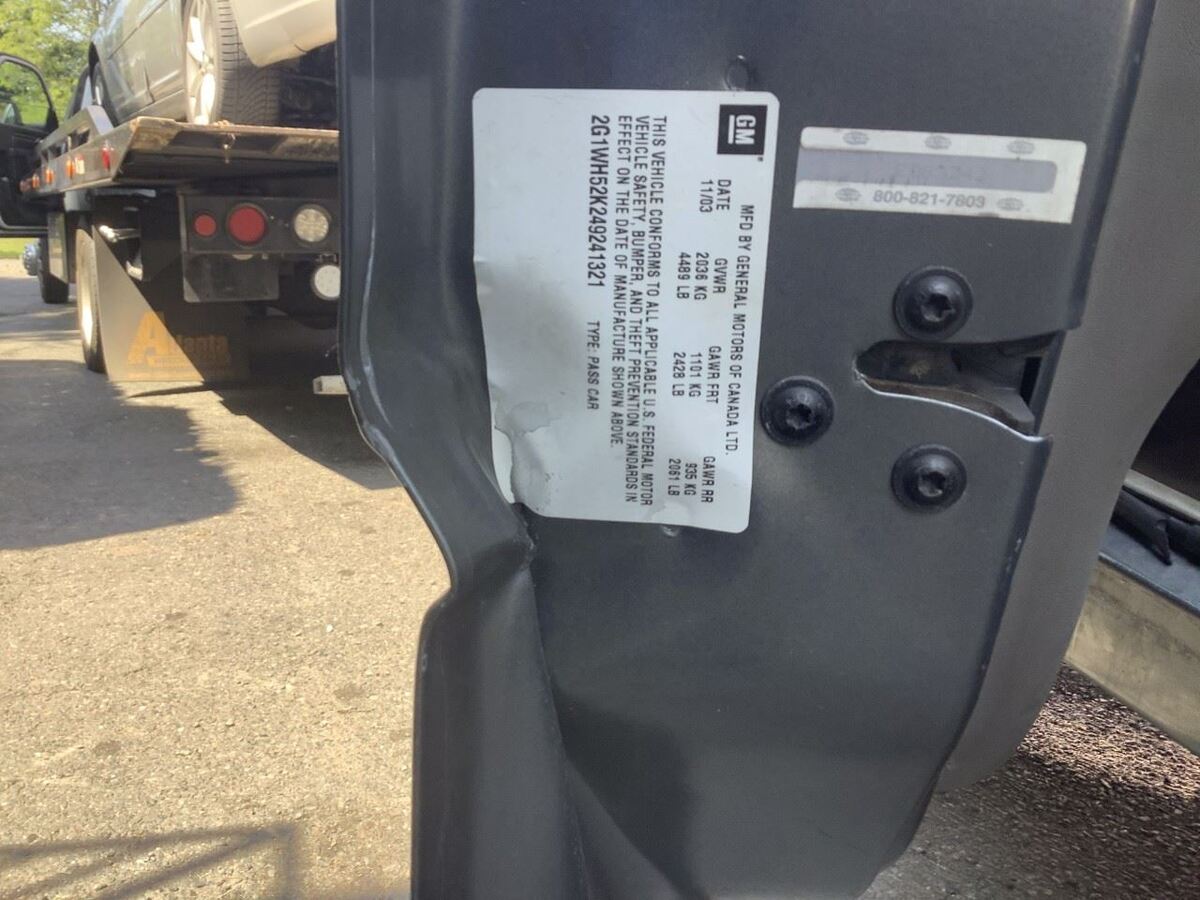 GM
MFD BY GENERAL MOTORS OF CANADA LTD.
DATE GVWR GAWR FRT GAWR RR
11/03 2036 KG 1101 KG 935 KG
4489 LB 2428 LB 2061 LB
THIS VEHICLE CONFORMS TO ALL APPLICABLE U.S. FEDERAL MOTOR
VEHICLE SAFETY, BUMPER, AND THEFT PREVENTION STANDARDS IN
EFFECT ON THE DATE OF MANUFACTURE SHOWN ABOVE.
2G1WH52K249241321 TYPE: PASS CAR
800-821-7803
Atlanta